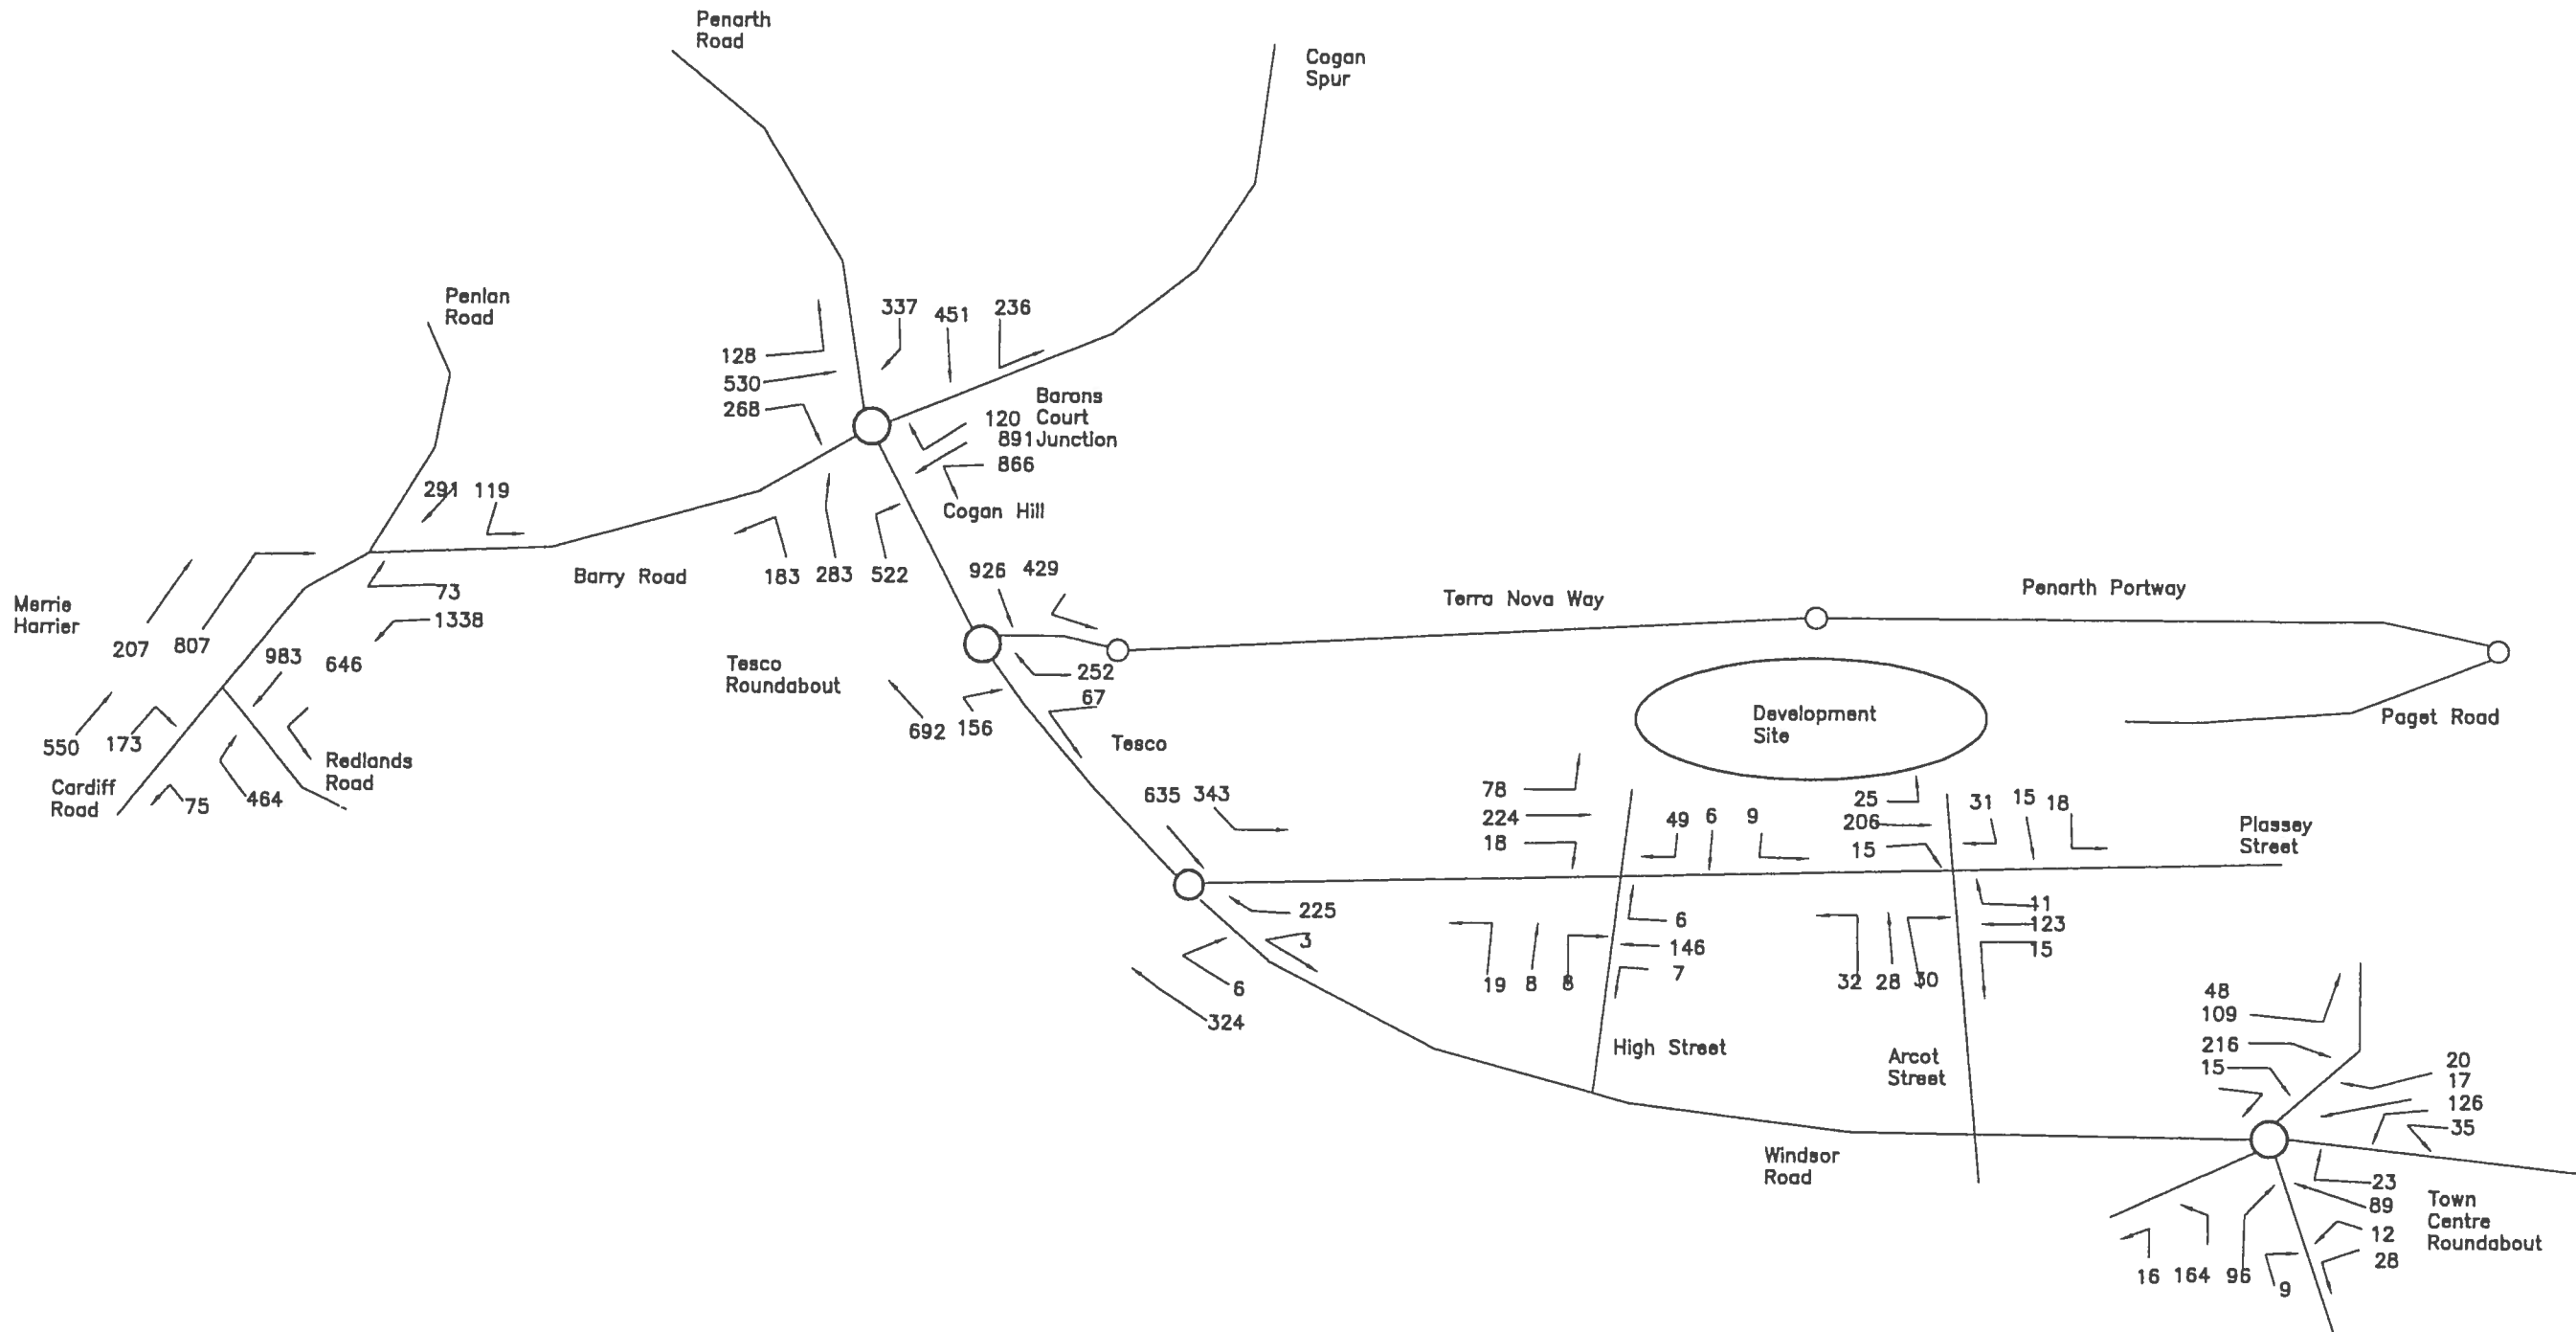 Penarth
Road
Cogan
Spur
Penlan
Road
337
451
236
128
530
268
Barons
Court
Junction
120
891
866
Cogan Hill
291
119
Barry Road
183
283
522
926
429
Terra Nova Way
Penarth Portway
Merrie
Harrier
73
1338
207
807
983
646
Tesco
Roundabout
252
67
692
156
Tesco
Development
Site
Paget Road
550
173
Redlands
Road
Cardiff
Road
75
464
635
343
78
224
18
49
6
9
25
206
15
31
15
18
Plassey
Street
225
3
6
324
19
8
8
6
146
7
32
28
30
11
123
15
High Street
Arcot
Street
Windsor
Road
48
109
216
15
20
17
126
35
23
89
12
28
Town
Centre
Roundabout
16
164
96
9